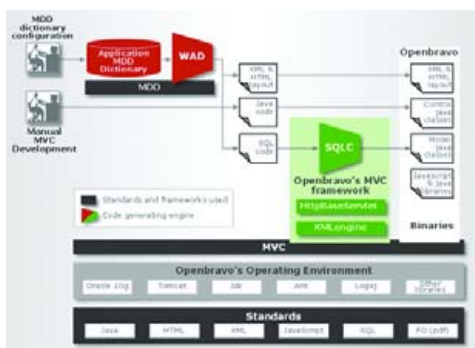 MDD
dictionary
configuration
Application
MDD
Dictionary
WAD
MDD
Manual
MVC
Development
XML &
HTML
layout
Java
code
SQL
code
Openbravo
XML &
HTML
layout
Control
java
classes
Model
java
classes
Javascript
& java
libraries
Binaries
SQLC
Openbravo's MVC
framework
HttpBaseServlet
XMLengine
Standards and frameworks used
Code generating engine
MVC
Openbravo's Operating Environment
Oracle 10g
Tomcat
Jdk
Ant
Log4j
Other
libraries
Standards
Java
HTML
XML
JavaScript
SQL
FO (pdf)